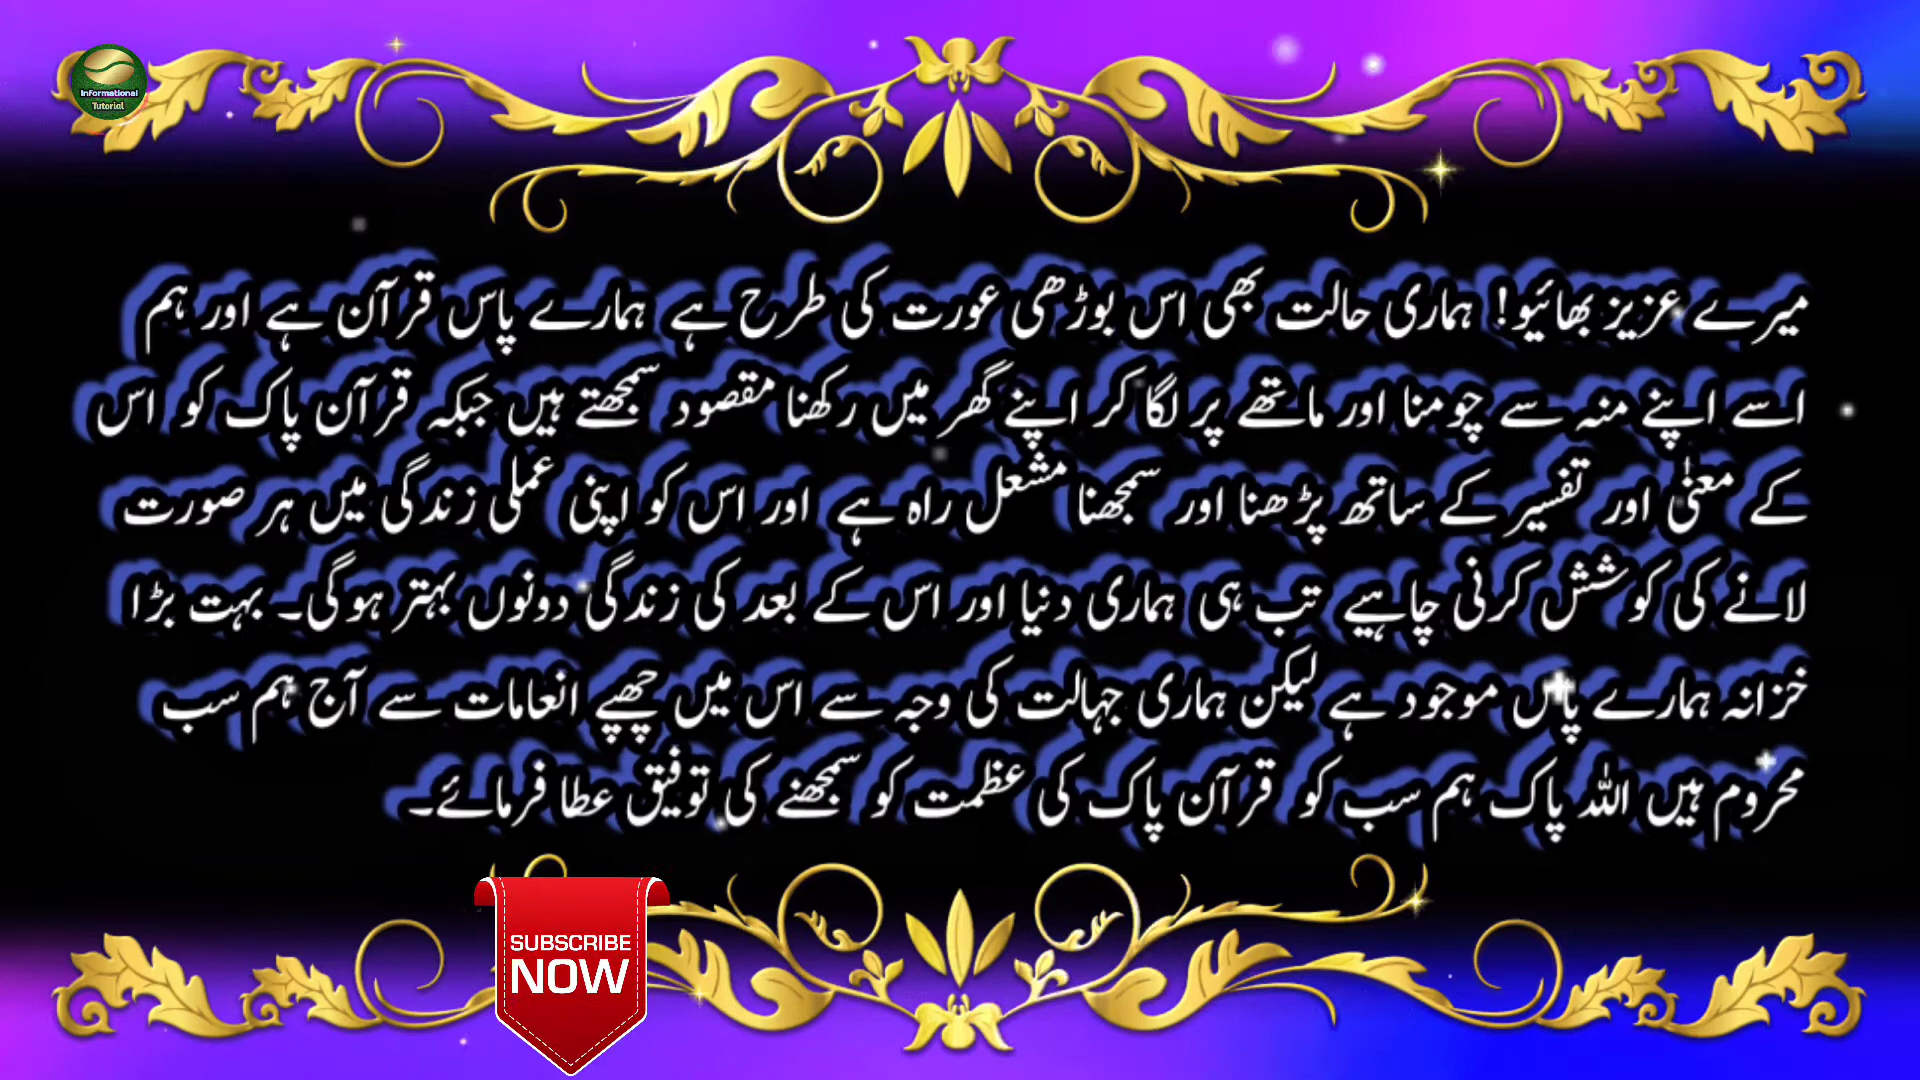 Informational
Tutorial
میرے عزیز بھائیو! ہماری حالت بھی اس بوڑھی عورت کی طرح ہے ہمارے پاس قرآن ہے اور ہم
اسے اپنے منہ سے چومنا اور ماتھے پر لگا کر اپنے گھر میں رکھنا مقصود سمجھتے ہیں جبکہ قرآن پاک کو اس
کے معنیٰ اور تفسیر کے ساتھ پڑھنا اور سمجھنا مشعل راہ ہے اور اس کو اپنی عملی زندگی میں ہر صورت
لانے کی کوشش کرنی چاہیے تب ہی ہماری دنیا اور اس کے بعد کی زندگی دونوں بہتر ہوگی۔ بہت بڑا
خزانہ ہمارے پاس موجود ہے لیکن ہماری جہالت کی وجہ سے اس میں چھپے انعامات سے آج ہم سب
محروم ہیں اللہ پاک ہم سب کو قرآن پاک کی عظمت کو سمجھنے کی توفیق عطا فرمائے۔
SUBSCRIBE
NOW